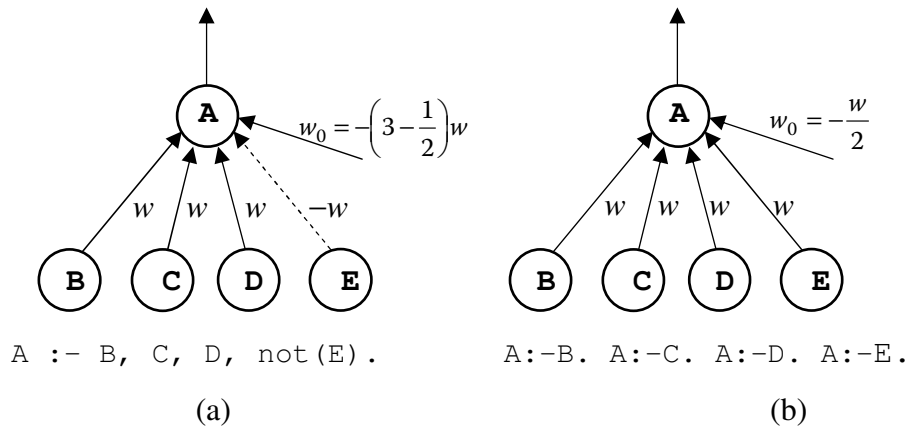 A
w₀ = −(3 − 1/2)w
w w w −w
B C D E
A :- B, C, D, not(E).
(a)
A
w₀ = −w/2
w w w w
B C D E
A:-B. A:-C. A:-D. A:-E.
(b)